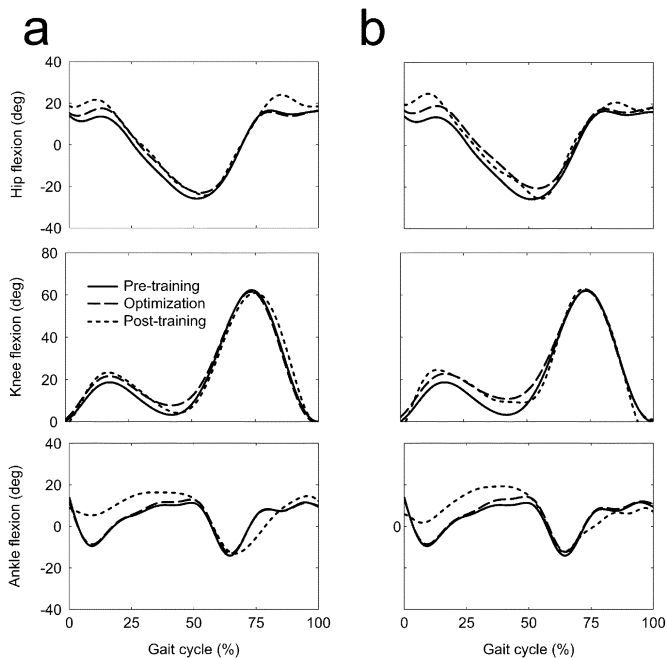 a b
40
20
0
-20
-40
Hip flexion (deg)
80
60
40
20
0
Knee flexion (deg)
Pre-training
Optimization
Post-training
40
20
0
-20
-40
Ankle flexion (deg)
0
0 25 50 75 100
Gait cycle (%)
0 25 50 75 100
Gait cycle (%)